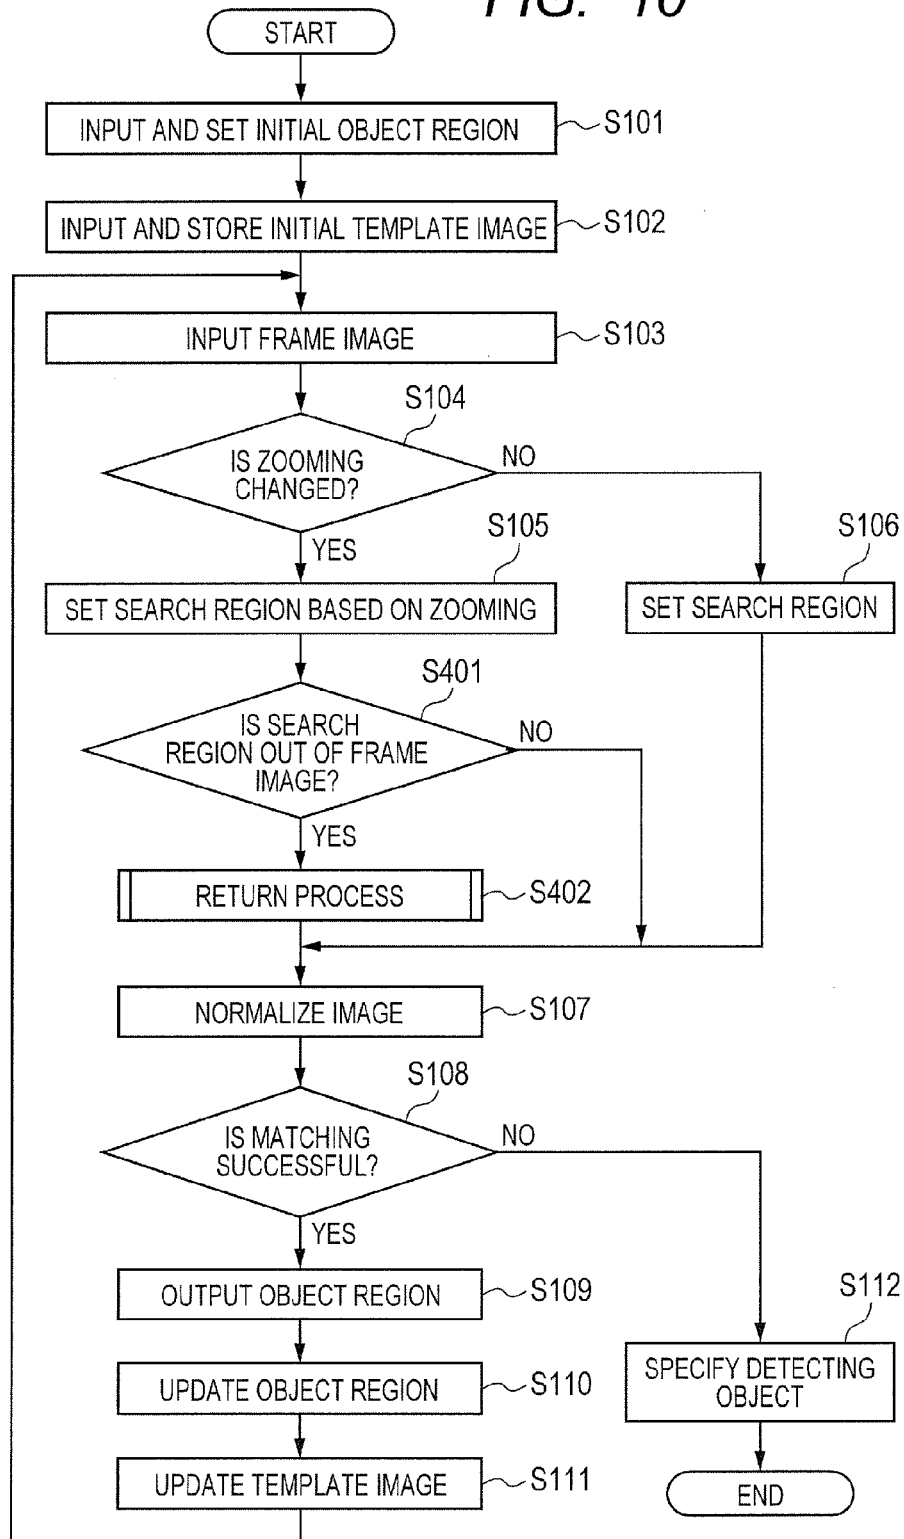 FIG. 10
START
INPUT AND SET INITIAL OBJECT REGION
S101
INPUT AND STORE INITIAL TEMPLATE IMAGE
S102
INPUT FRAME IMAGE
S103
S104
IS ZOOMING
CHANGED?
NO
YES
S105
SET SEARCH REGION BASED ON ZOOMING
S106
SET SEARCH REGION
S401
IS SEARCH
REGION OUT OF FRAME
IMAGE?
NO
YES
RETURN PROCESS
S402
NORMALIZE IMAGE
S107
S108
IS MATCHING
SUCCESSFUL?
NO
YES
OUTPUT OBJECT REGION
S109
S112
SPECIFY DETECTING
OBJECT
UPDATE OBJECT REGION
S110
UPDATE TEMPLATE IMAGE
S111
END